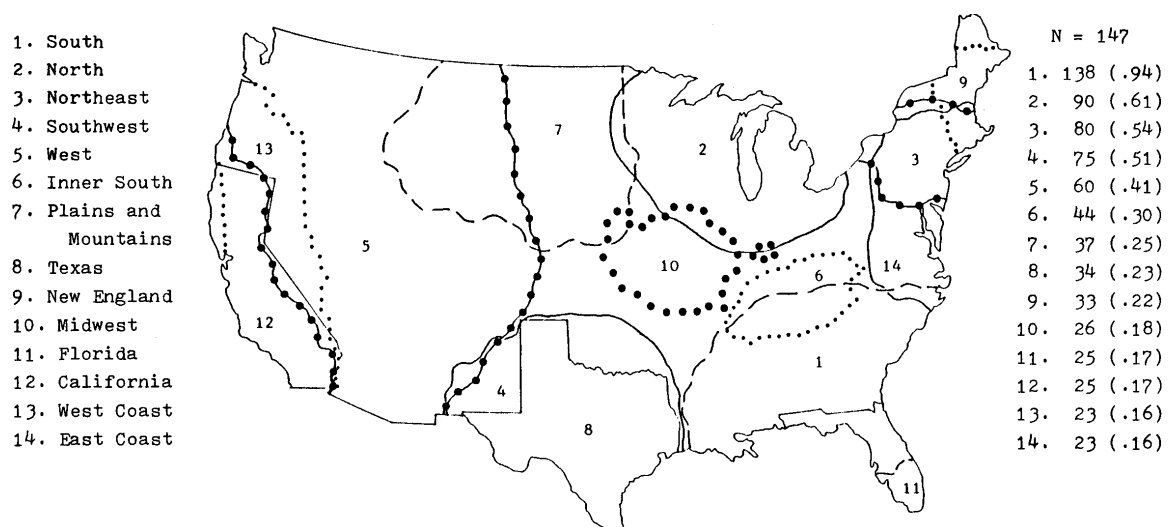 1. South
2. North
3. Northeast
4. Southwest
5. West
6. Inner South
7. Plains and
Mountains
8. Texas
9. New England
10. Midwest
11. Florida
12. California
13. West Coast
14. East Coast
13
5
12
7
2
10
6
4
8
1
14
3
9
11
N = 147
1. 138 (.94)
2. 90 (.61)
3. 80 (.54)
4. 75 (.51)
5. 60 (.41)
6. 44 (.30)
7. 37 (.25)
8. 34 (.23)
9. 33 (.22)
10. 26 (.18)
11. 25 (.17)
12. 25 (.17)
13. 23 (.16)
14. 23 (.16)